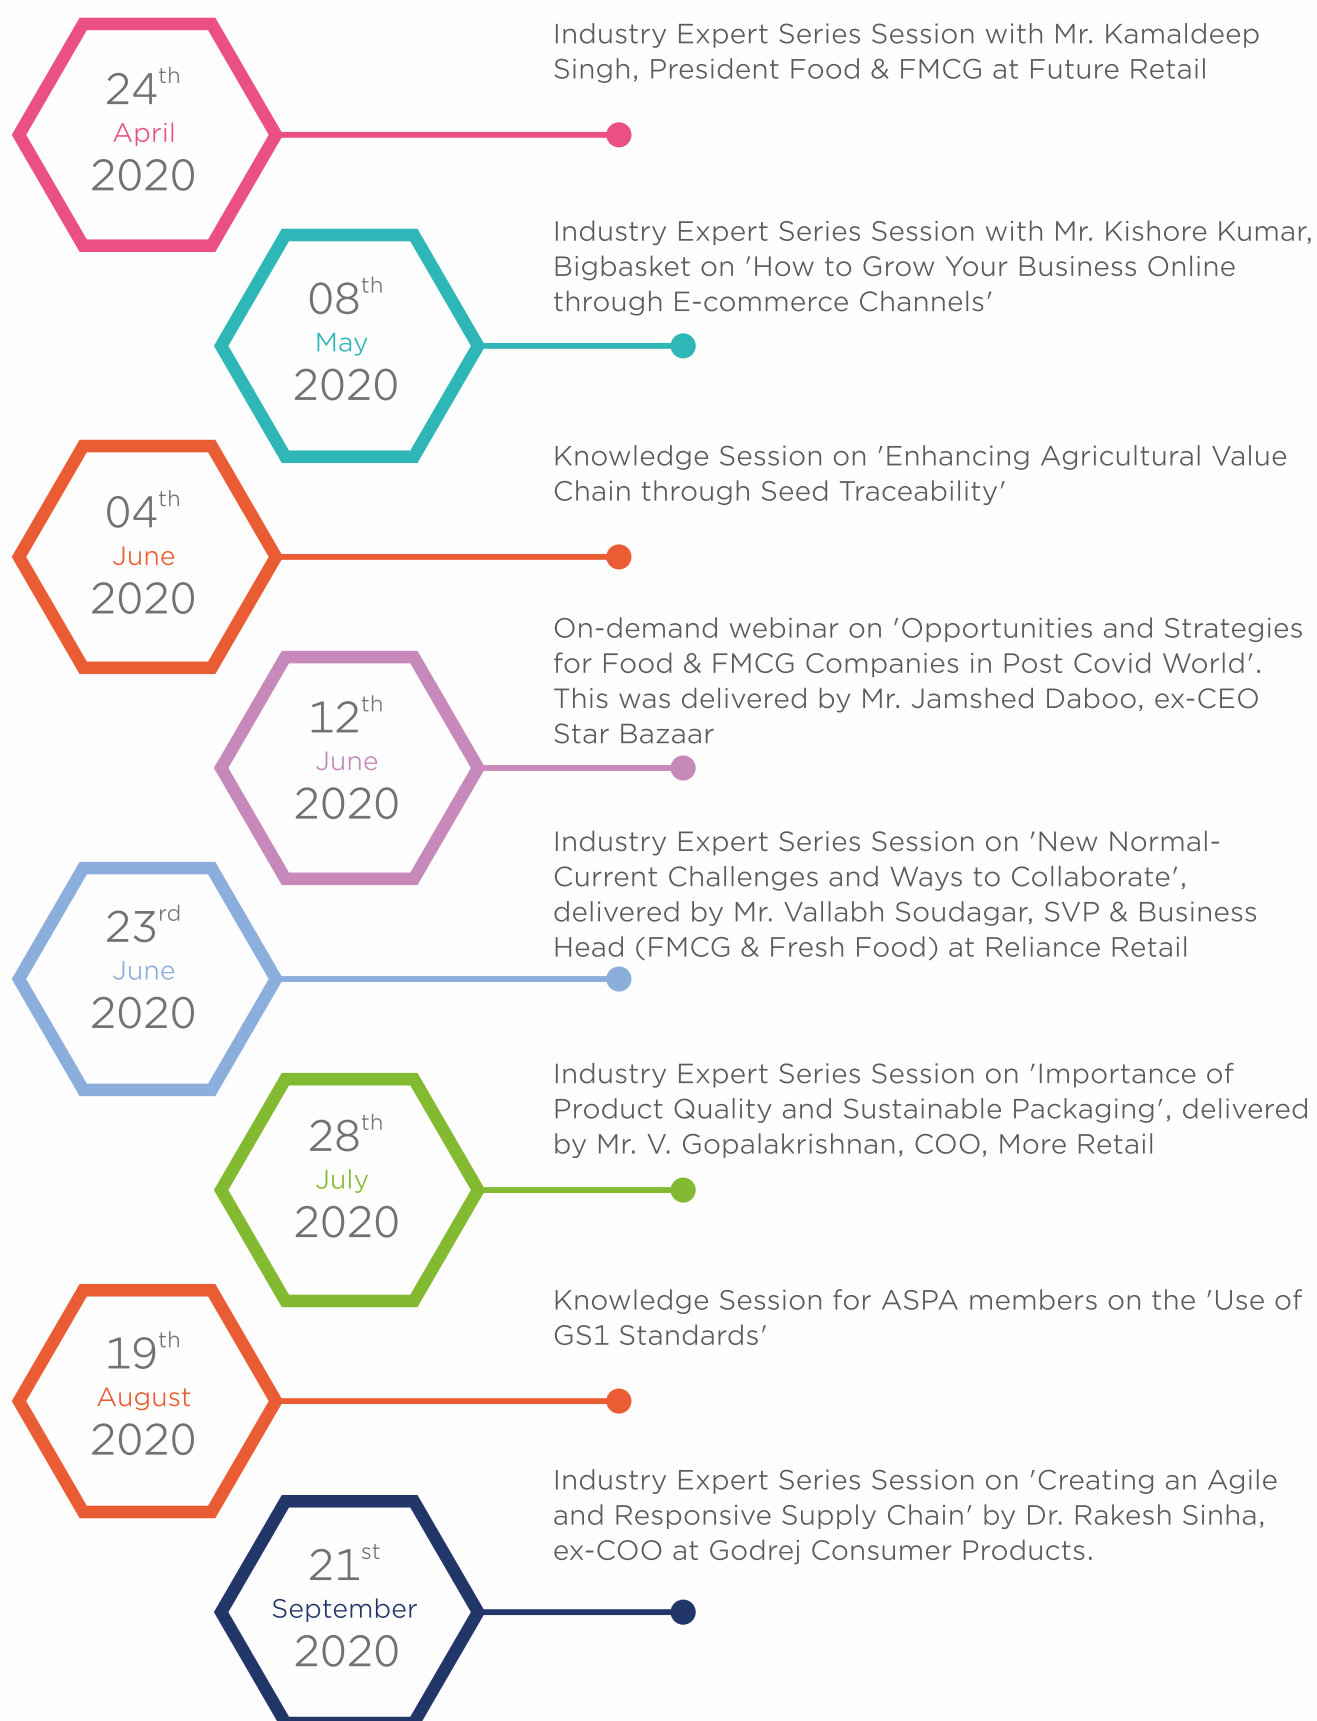 24th
April
2020
Industry Expert Series Session with Mr. Kamaldeep
Singh, President Food & FMCG at Future Retail
08th
May
2020
Industry Expert Series Session with Mr. Kishore Kumar,
Bigbasket on 'How to Grow Your Business Online
through E-commerce Channels'
04th
June
2020
Knowledge Session on 'Enhancing Agricultural Value
Chain through Seed Traceability'
12th
June
2020
On-demand webinar on 'Opportunities and Strategies
for Food & FMCG Companies in Post Covid World'.
This was delivered by Mr. Jamshed Daboo, ex-CEO
Star Bazaar
23rd
June
2020
Industry Expert Series Session on 'New Normal-
Current Challenges and Ways to Collaborate',
delivered by Mr. Vallabh Soudagar, SVP & Business
Head (FMCG & Fresh Food) at Reliance Retail
28th
July
2020
Industry Expert Series Session on 'Importance of
Product Quality and Sustainable Packaging', delivered
by Mr. V. Gopalakrishnan, COO, More Retail
19th
August
2020
Knowledge Session for ASPA members on the 'Use of
GS1 Standards'
21st
September
2020
Industry Expert Series Session on 'Creating an Agile
and Responsive Supply Chain' by Dr. Rakesh Sinha,
ex-COO at Godrej Consumer Products.